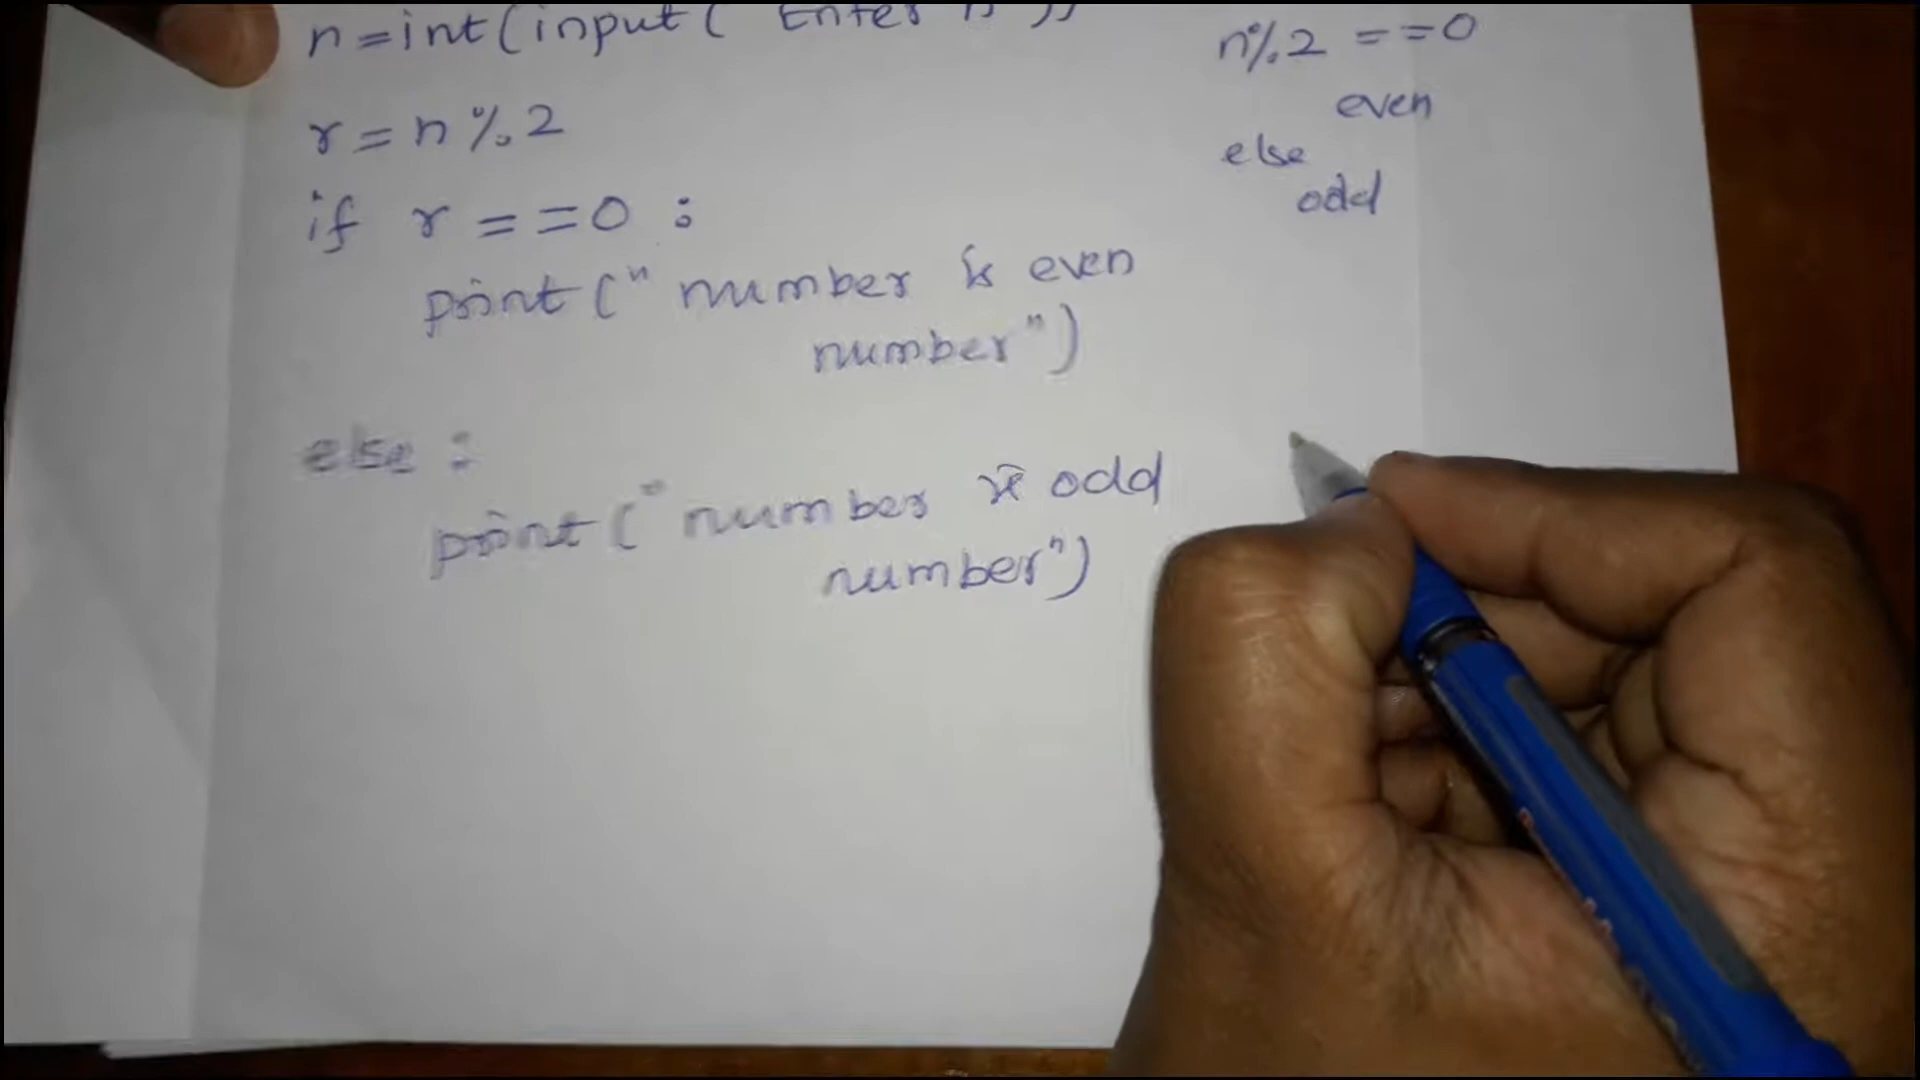 n=int(input(" Enter n"))
r=n%2
if r==0 :
print(" number is even
number")
else :
print(" number is odd
number")
n%2 ==0
even
else
odd